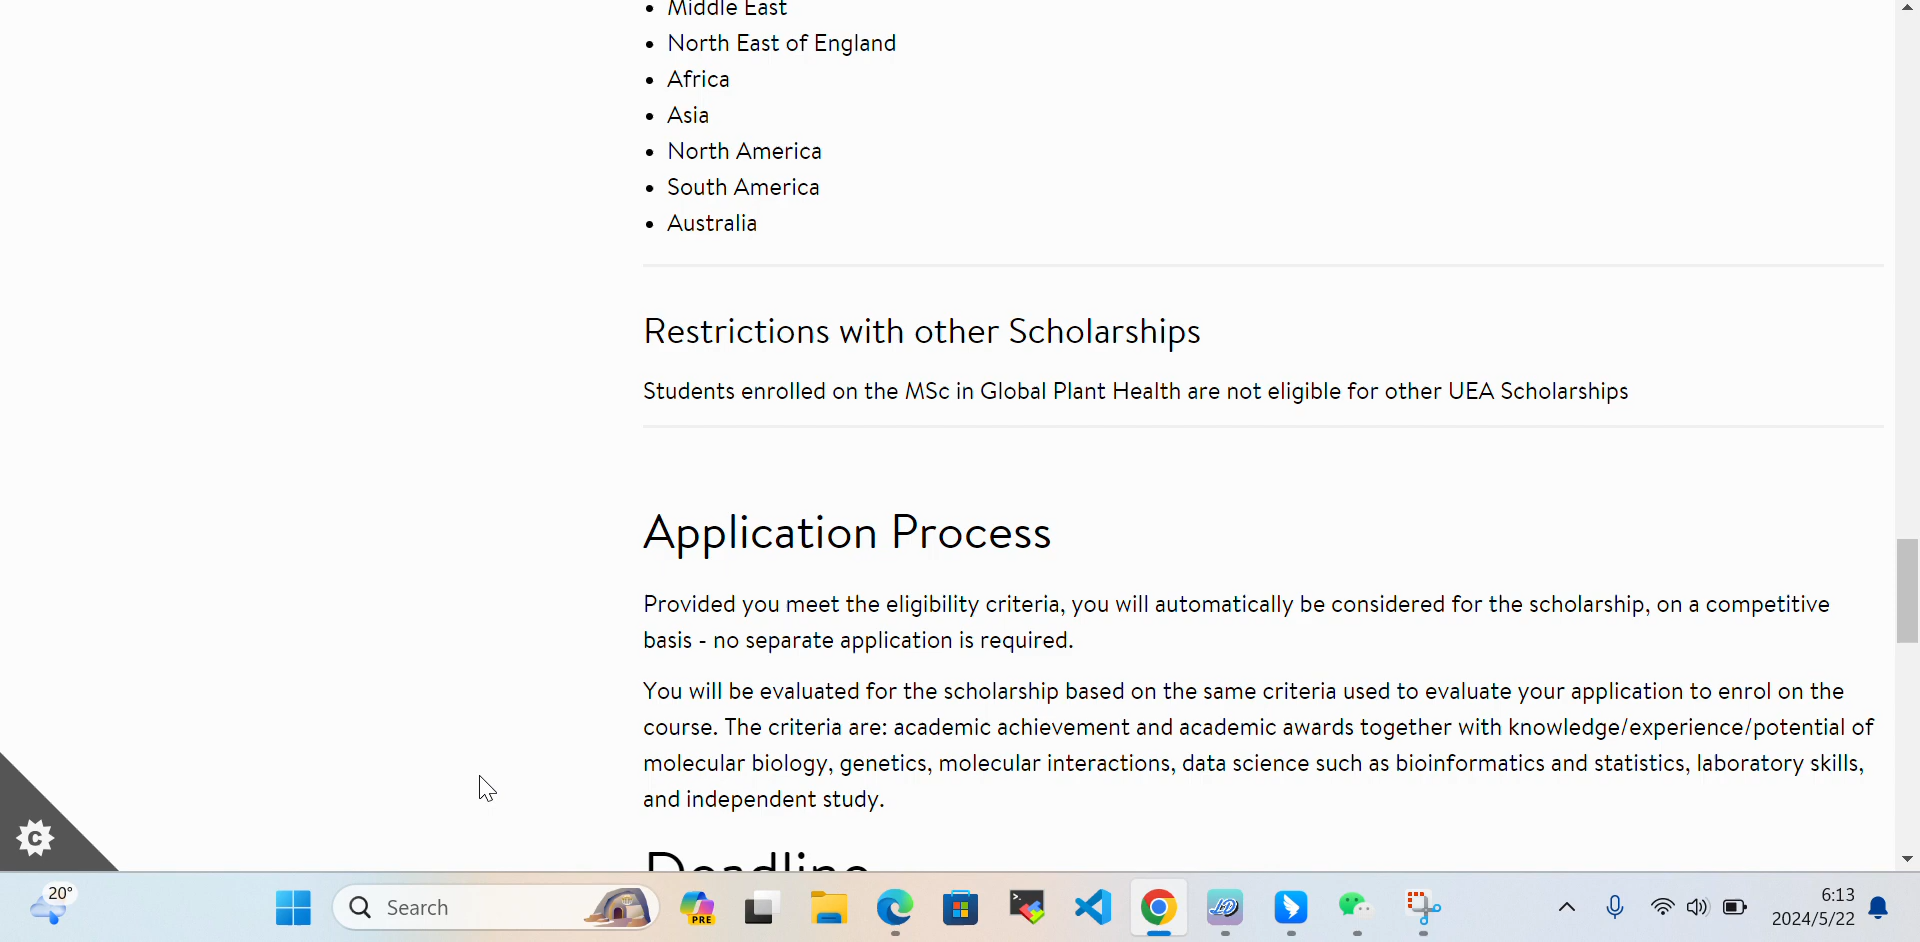 Middle East
North East of England
Africa
Asia
North America
South America
Australia
Restrictions with other Scholarships
Students enrolled on the MSc in Global Plant Health are not eligible for other UEA Scholarships
Application Process
Provided you meet the eligibility criteria, you will automatically be considered for the scholarship, on a competitive
basis - no separate application is required.
You will be evaluated for the scholarship based on the same criteria used to evaluate your application to enrol on the
course. The criteria are: academic achievement and academic awards together with knowledge/experience/potential of
molecular biology, genetics, molecular interactions, data science such as bioinformatics and statistics, laboratory skills,
and independent study.
Deadline
C
20°
Search
PRE
6:13
2024/5/22